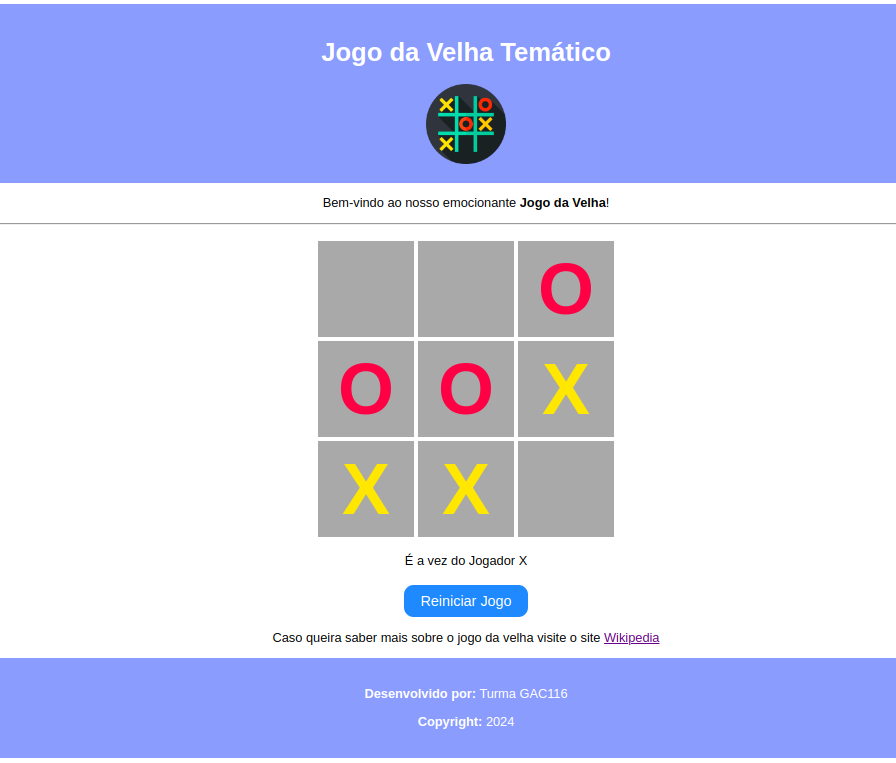 Jogo da Velha Temático
Bem-vindo ao nosso emocionante Jogo da Velha!
O
O O X
X X
É a vez do Jogador X
Reiniciar Jogo
Caso queira saber mais sobre o jogo da velha visite o site Wikipedia
Desenvolvido por: Turma GAC116
Copyright: 2024